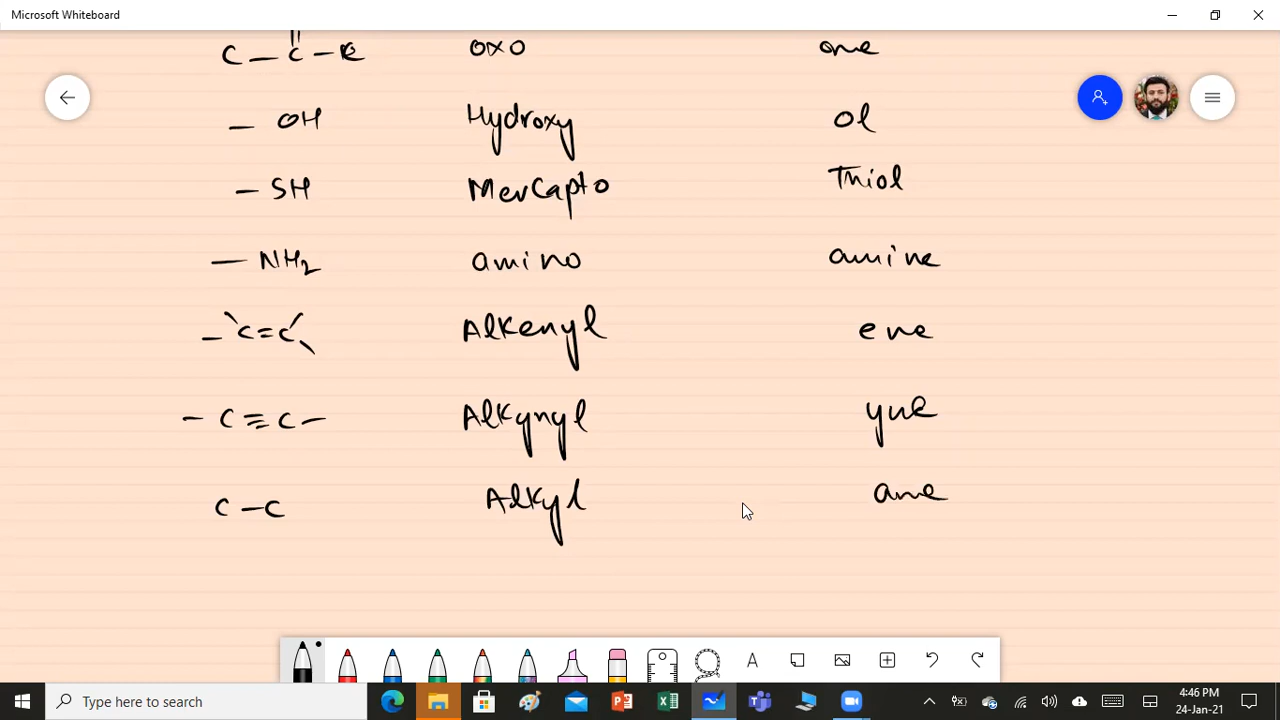 Microsoft Whiteboard
C — C — C oxo one
— OH Hydroxy ol
— SH MerCapto Thiol
— NH₂ amino amine
— C = C Alkenyl ene
— C ≡ C — Alkynyl yne
C — C Alkyl ane
A
Type here to search
4:46 PM
24-Jan-21